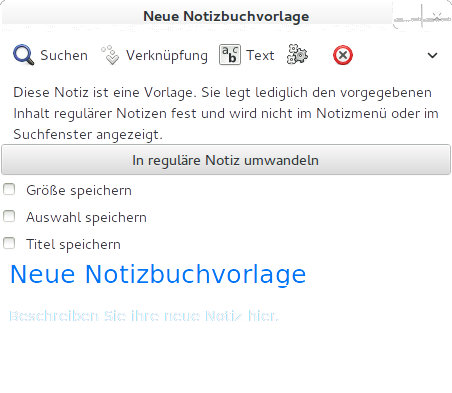 Neue Notizbuchvorlage
Suchen Verknüpfung Text
Diese Notiz ist eine Vorlage. Sie legt lediglich den vorgegebenen
Inhalt regulärer Notizen fest und wird nicht im Notizmenü oder im
Suchfenster angezeigt.
In reguläre Notiz umwandeln
Größe speichern
Auswahl speichern
Titel speichern
Neue Notizbuchvorlage
Beschreiben Sie ihre neue Notiz hier.